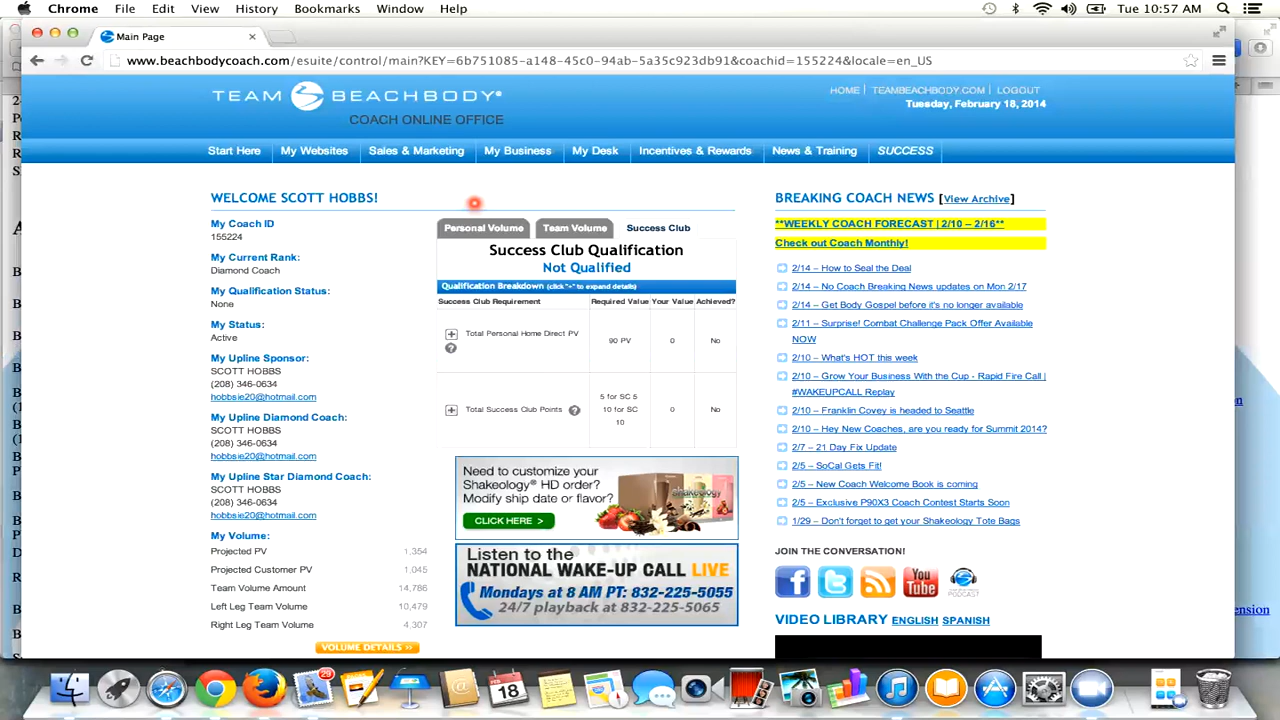 Chrome File Edit View History Bookmarks Window Help Tue 10:57 AM
Main Page
www.beachbodycoach.com/esuite/control/main?KEY=6b751085-a148-45c0-94ab-5a35c923db91&coachid=155224&locale=en_US
TEAM BEACHBODY®
COACH ONLINE OFFICE
HOME | TEAMBEACHBODY.COM | LOGOUT
Tuesday, February 18, 2014
Start Here My Websites Sales & Marketing My Business My Desk Incentives & Rewards News & Training SUCCESS
WELCOME SCOTT HOBBS!
My Coach ID
155224
My Current Rank:
Diamond Coach
My Qualification Status:
None
My Status:
Active
My Upline Sponsor:
SCOTT HOBBS
(208) 346-0634
hobbsie20@hotmail.com
My Upline Diamond Coach:
SCOTT HOBBS
(208) 346-0634
hobbsie20@hotmail.com
My Upline Star Diamond Coach:
SCOTT HOBBS
(208) 346-0634
hobbsie20@hotmail.com
My Volume:
Projected PV 1,354
Projected Customer PV 1,045
Team Volume Amount 14,786
Left Leg Team Volume 10,479
Right Leg Team Volume 4,307
VOLUME DETAILS >>
Personal Volume Team Volume Success Club
Success Club Qualification
Not Qualified
Qualification Breakdown (click "+" to expand details)
Success Club Requirement Required Value Your Value Achieved?
Total Personal Home Direct PV 90 PV 0 No
Total Success Club Points 5 for SC 5 10 for SC 10 0 No
Need to customize your
Shakeology® HD order?
Modify ship date or flavor?
CLICK HERE >
shakeology
Listen to the
NATIONAL WAKE-UP CALL LIVE
Mondays at 8 AM PT: 832-225-5055
24/7 playback at 832-225-5065
BREAKING COACH NEWS [View Archive]
**WEEKLY COACH FORECAST | 2/10 – 2/16**
Check out Coach Monthly!
2/14 – How to Seal the Deal
2/14 – No Coach Breaking News updates on Mon 2/17
2/14 – Get Body Gospel before it's no longer available
2/11 – Surprise! Combat Challenge Pack Offer Available
NOW
2/10 – What's HOT this week
2/10 – Grow Your Business With the Cup - Rapid Fire Call |
#WAKEUPCALL Replay
2/10 – Franklin Covey is headed to Seattle
2/10 – Hey New Coaches, are you ready for Summit 2014?
2/7 – 21 Day Fix Update
2/5 – SoCal Gets Fit!
2/5 – New Coach Welcome Book is coming
2/5 – Exclusive P90X3 Coach Contest Starts Soon
1/29 – Don't forget to get your Shakeology Tote Bags
JOIN THE CONVERSATION!
You Tube
PODCAST
VIDEO LIBRARY ENGLISH SPANISH
29
18